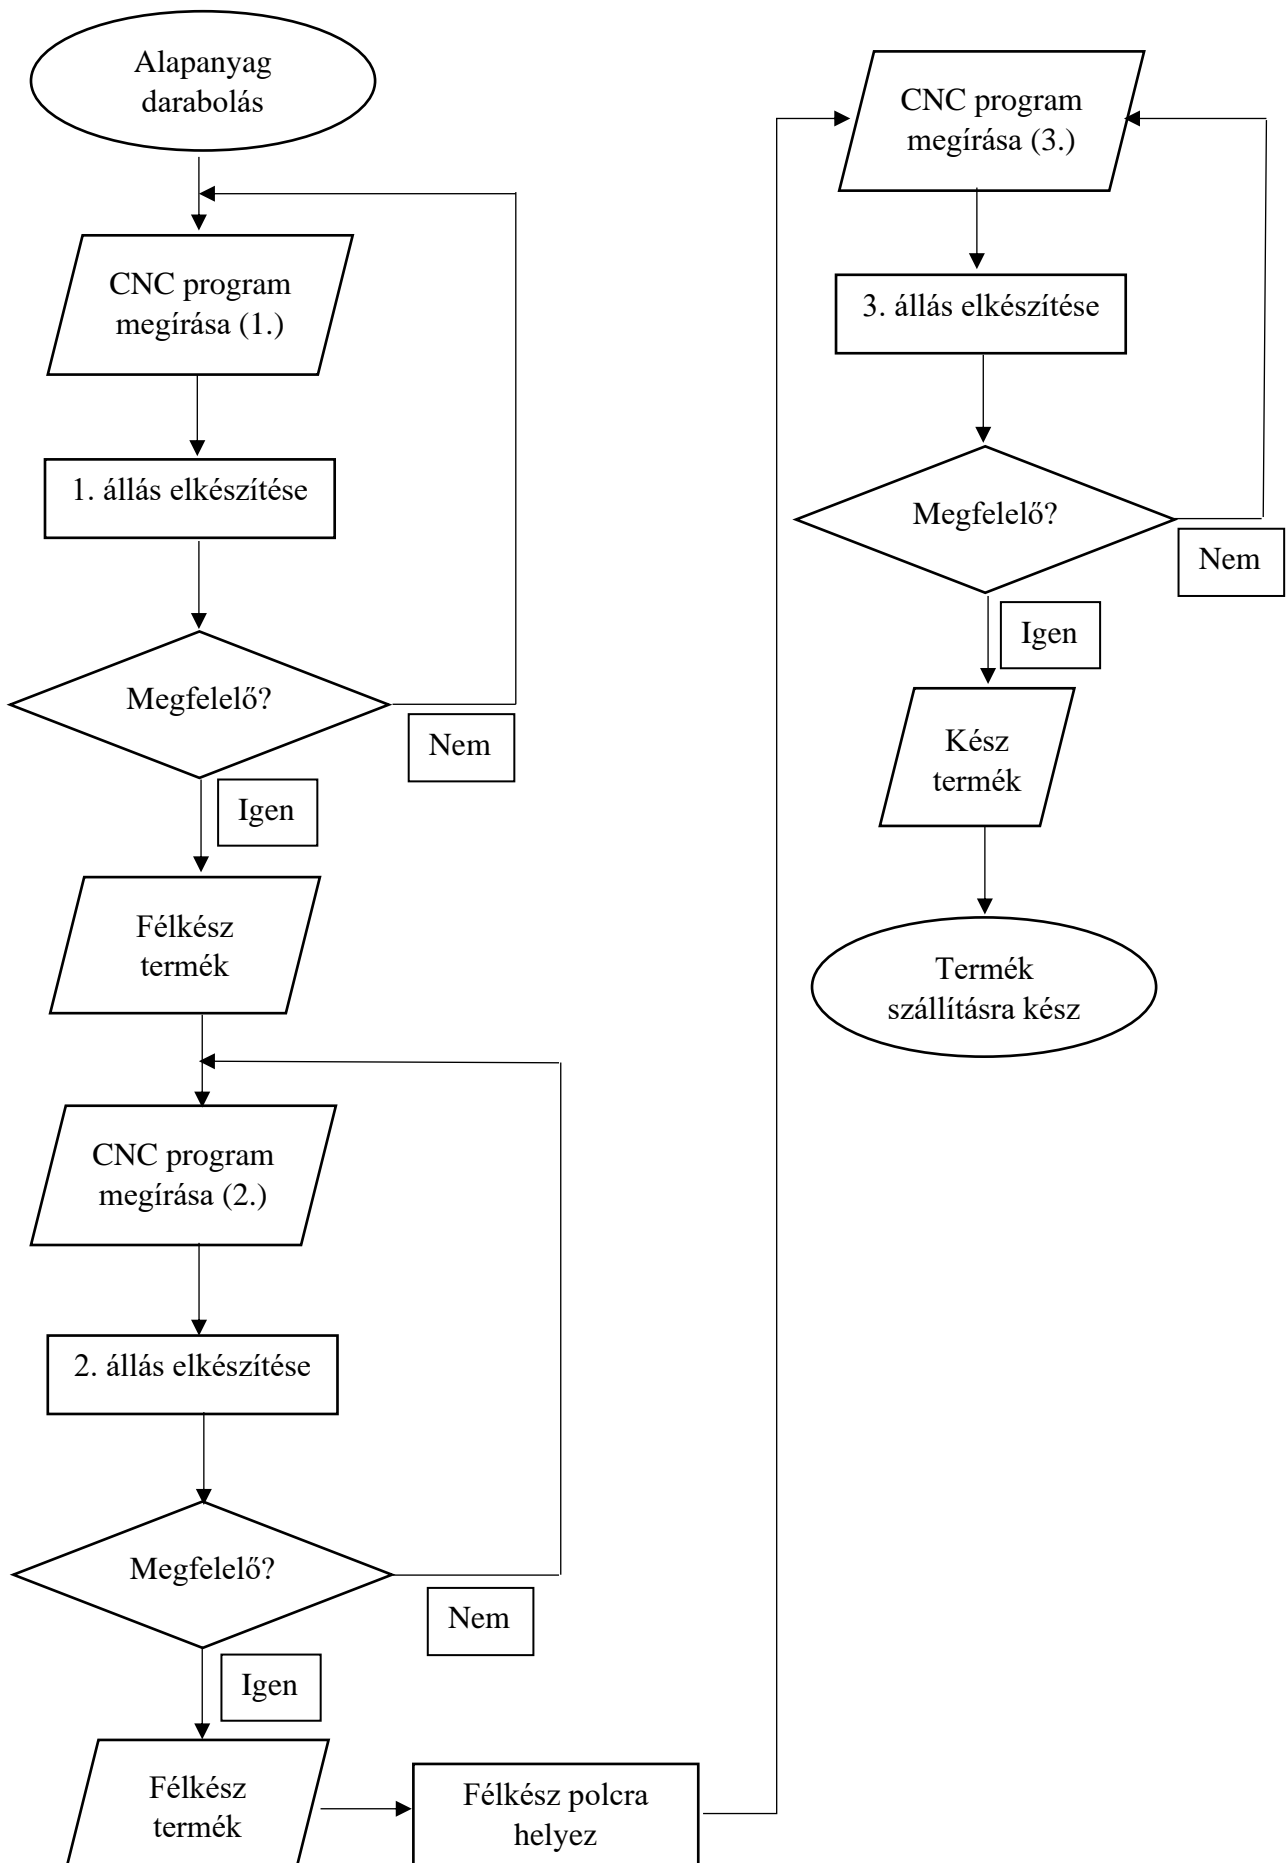 Alapanyag
darabolás
CNC program
megírása (1.)
1. állás elkészítése
Megfelelő?
Nem
Igen
Félkész
termék
CNC program
megírása (2.)
2. állás elkészítése
Megfelelő?
Nem
Igen
Félkész
termék
Félkész polcra
helyez
CNC program
megírása (3.)
3. állás elkészítése
Megfelelő?
Nem
Igen
Kész
termék
Termék
szállításra kész